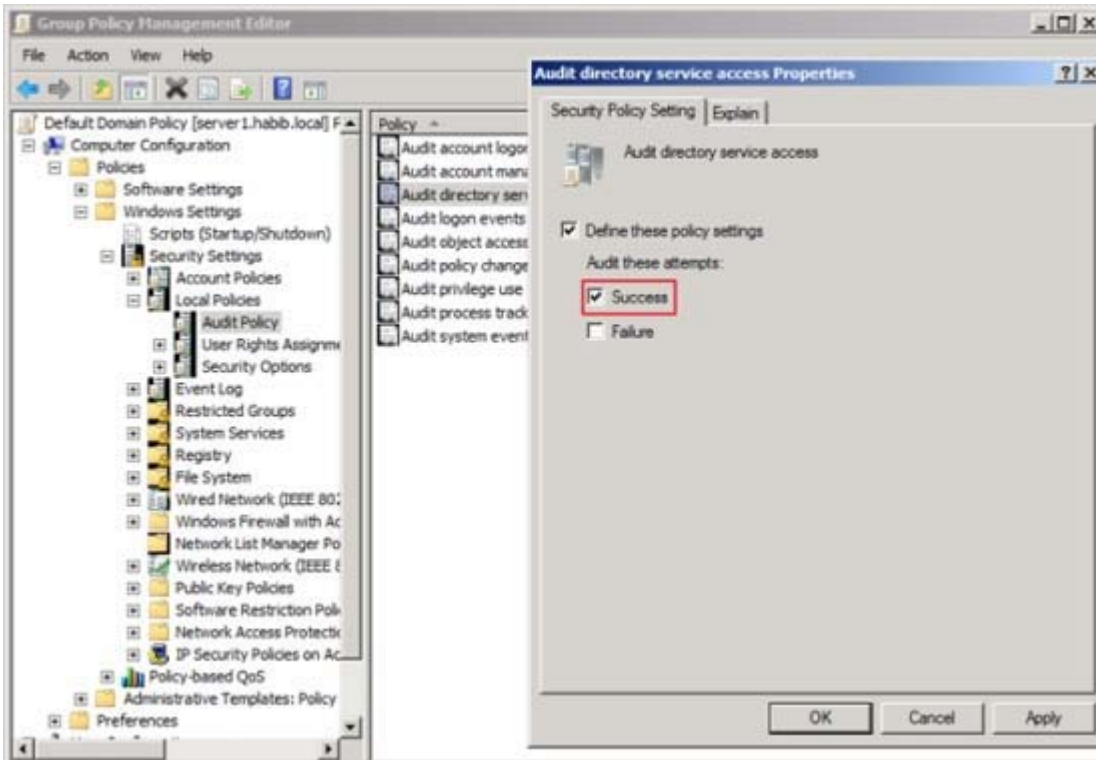 Group Policy Management Editor
File Action View Help
Default Domain Policy [server1.habib.local] P
Computer Configuration
Policies
Software Settings
Windows Settings
Scripts (Startup/Shutdown)
Security Settings
Account Policies
Local Policies
Audit Policy
User Rights Assignme
Security Options
Event Log
Restricted Groups
System Services
Registry
File System
Wired Network (IEEE 802
Windows Firewall with Ad
Network List Manager Po
Wireless Network (IEEE 8
Public Key Policies
Software Restriction Poli
Network Access Protectio
IP Security Policies on Ac
Policy-based QoS
Administrative Templates: Policy
Preferences
Policy
Audit account logon
Audit account mana
Audit directory serv
Audit logon events
Audit object access
Audit policy change
Audit privilege use
Audit process track
Audit system event
Audit directory service access Properties
Security Policy Setting Explain
Audit directory service access
Define these policy settings
Audit these attempts:
Success
Failure
OK Cancel Apply